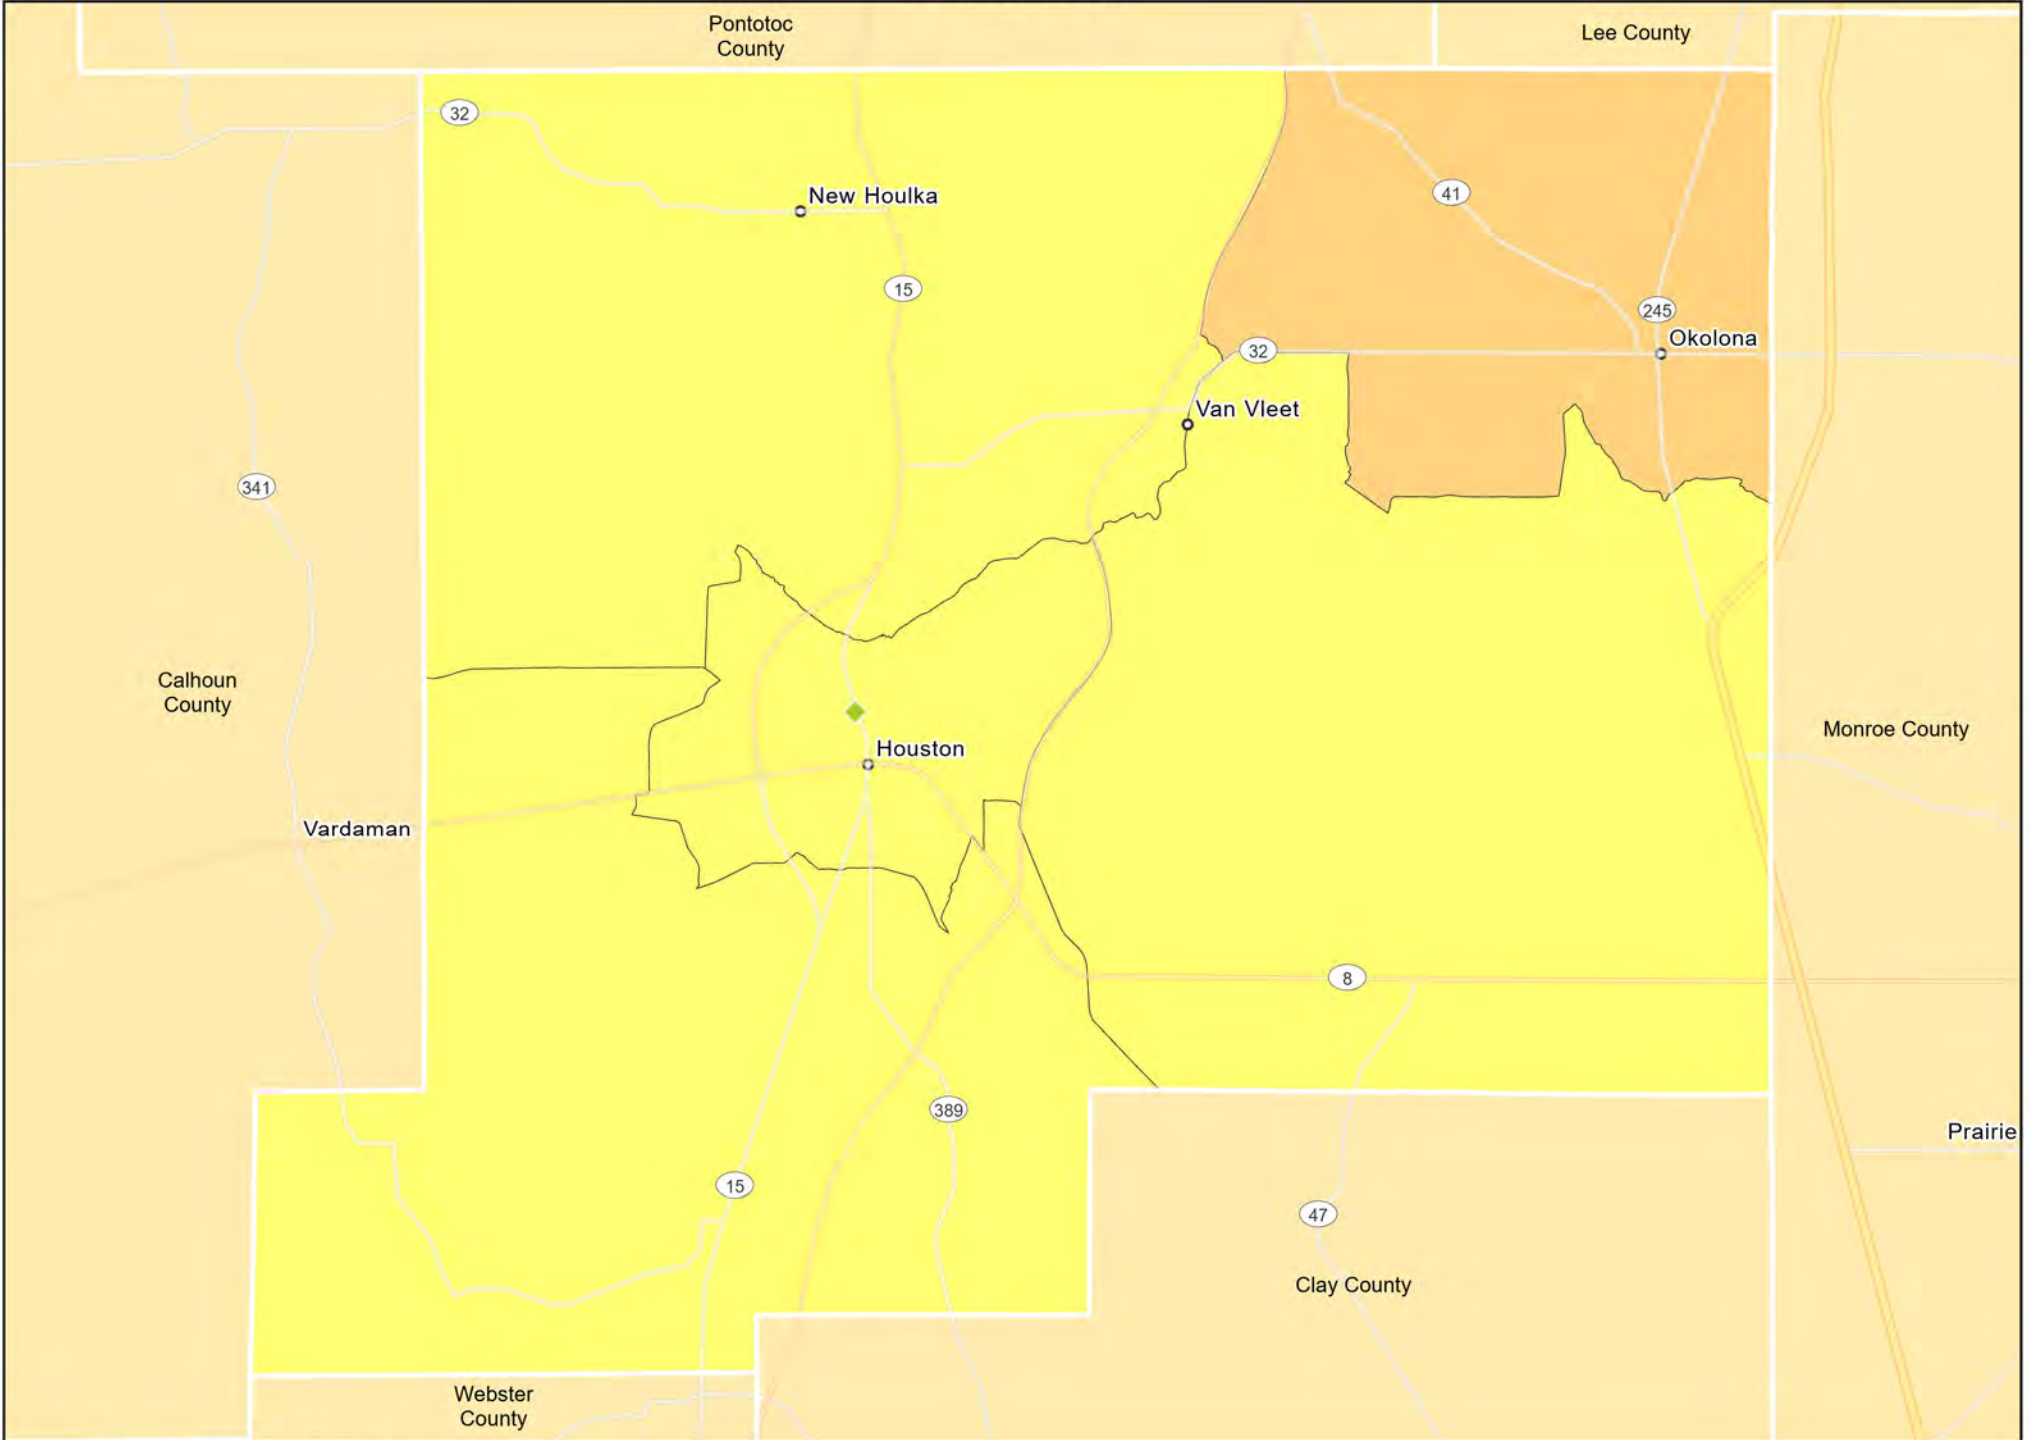 Pontotoc
County
Lee County
32
New Houlka
41
15
245
Okolona
32
Van Vleet
341
Calhoun
County
Houston
Monroe County
Vardaman
8
389
Prairie
15
47
Clay County
Webster
County